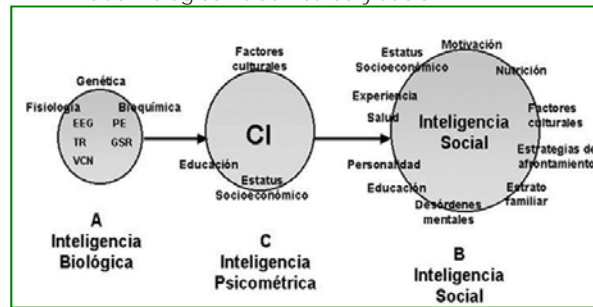 Genética
Fisiología
Bioquímica
EEG PE
TR GSR
VCN
A
Inteligencia
Biológica
Factores
culturales
CI
Educación
Estatus
Socioeconómico
C
Inteligencia
Psicométrica
Motivación
Estatus
Socioeconómico
Nutrición
Experiencia
Salud
Factores
culturales
Inteligencia
Social
Estrategias de
afrontamiento
Personalidad
Educación
Estrato
familiar
Desórdenes
mentales
B
Inteligencia
Social